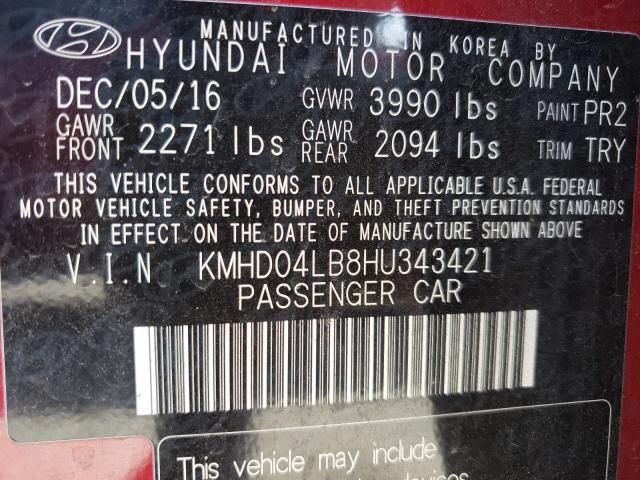 MANUFACTURED IN KOREA BY
HYUNDAI MOTOR COMPANY
DEC/05/16 GVWR 3990 lbs PAINT PR2
GAWR FRONT 2271 lbs GAWR REAR 2094 lbs TRIM TRY
THIS VEHICLE CONFORMS TO ALL APPLICABLE U.S.A. FEDERAL
MOTOR VEHICLE SAFETY, BUMPER, AND THEFT PREVENTION STANDARDS
IN EFFECT ON THE DATE OF MANUFACTURE SHOWN ABOVE.
V.I.N KMHD04LB8HU343421
PASSENGER CAR
This vehicle may include